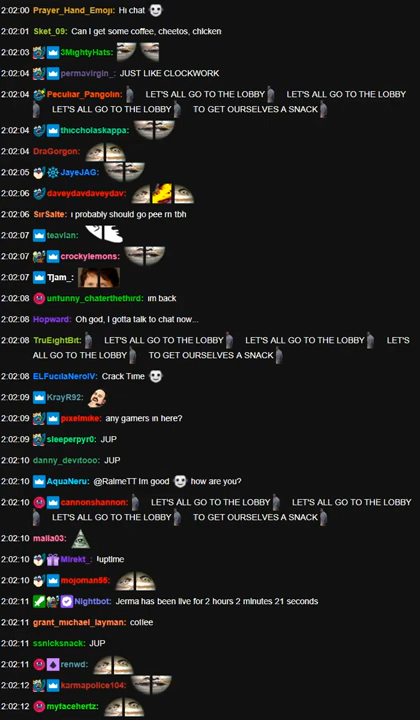 2:02:00 Prayer_Hand_Emoji: Hi chat
2:02:01 Sket_09: Can I get some coffee, cheetos, chicken
2:02:03 3MightyHats:
2:02:04 permavirgin_: JUST LIKE CLOCKWORK
2:02:04 Peculiar_Pangolin: LET'S ALL GO TO THE LOBBY LET'S ALL GO TO THE LOBBY
LET'S ALL GO TO THE LOBBY TO GET OURSELVES A SNACK
2:02:04 thiccholaskappa:
2:02:04 DraGorgon:
2:02:05 JayeJAG:
2:02:06 daveydavdaveydav:
2:02:06 SirSalte: i probably should go pee rn tbh
2:02:07 teavian:
2:02:07 crockylemons:
2:02:07 Tjam_:
2:02:08 unfunny_chaterthethird: im back
2:02:08 Hopward: Oh god, I gotta talk to chat now...
2:02:08 TruEightBit: LET'S ALL GO TO THE LOBBY LET'S ALL GO TO THE LOBBY LET'S
ALL GO TO THE LOBBY TO GET OURSELVES A SNACK
2:02:08 ELFucilaNeroIV: Crack Time
2:02:09 KrayR92:
2:02:09 pixelmike: any gamers in here?
2:02:09 sleeperpyr0: JUP
2:02:10 danny_devitooo: JUP
2:02:10 AquaNeru: @RalmeTT Im good how are you?
2:02:10 cannonshannon: LET'S ALL GO TO THE LOBBY LET'S ALL GO TO THE LOBBY
LET'S ALL GO TO THE LOBBY TO GET OURSELVES A SNACK
2:02:10 malla03:
2:02:10 Mirekt_: !uptime
2:02:10 mojoman55:
2:02:11 Nightbot: Jerma has been live for 2 hours 2 minutes 21 seconds
2:02:11 grant_michael_layman: coffee
2:02:11 ssnicksnack: JUP
2:02:11 renwd:
2:02:12 karmapolice104:
2:02:12 myfacehertz: